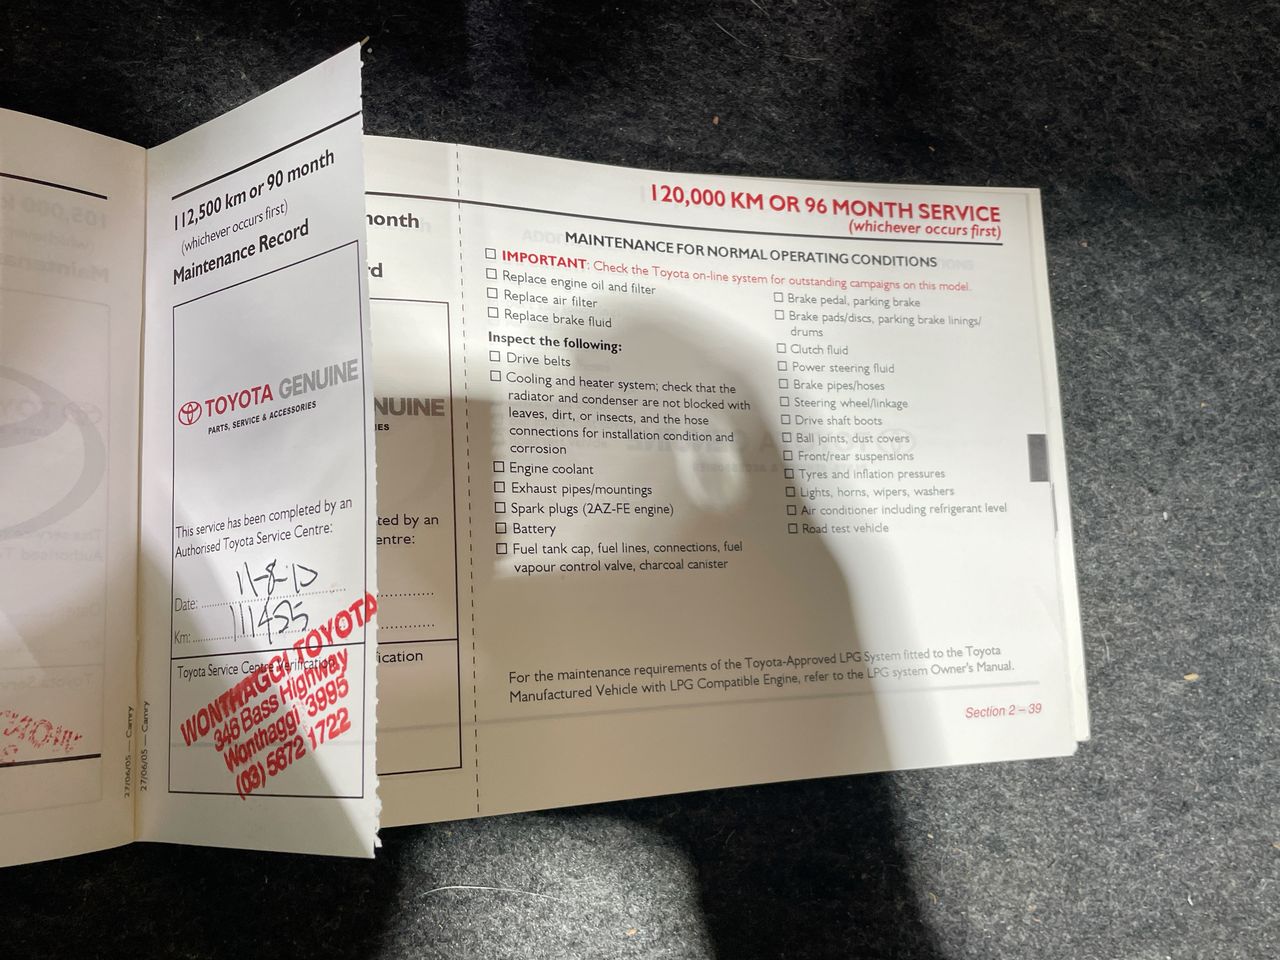 112,500 km or 90 month
(whichever occurs first)
Maintenance Record
TOYOTA GENUINE
PARTS, SERVICE & ACCESSORIES
This service has been completed by an
Authorised Toyota Service Centre:
Date: 11-8-10
Km: 111485
Toyota Service Centre Verification
WONTHAGGI TOYOTA
346 Bass Highway
Wonthaggi 3995
(03) 5672 1722
27/06/05 — Camry
27/06/05 — Camry
onth
rd
NUINE
IES
ted by an
entre:
ication
120,000 KM OR 96 MONTH SERVICE
(whichever occurs first)
MAINTENANCE FOR NORMAL OPERATING CONDITIONS
IMPORTANT: Check the Toyota on-line system for outstanding campaigns on this model.
Replace engine oil and filter
Replace air filter
Replace brake fluid
Inspect the following:
Drive belts
Cooling and heater system; check that the
radiator and condenser are not blocked with
leaves, dirt, or insects, and the hose
connections for installation condition and
corrosion
Engine coolant
Exhaust pipes/mountings
Spark plugs (2AZ-FE engine)
Battery
Fuel tank cap, fuel lines, connections, fuel
vapour control valve, charcoal canister
Brake pedal, parking brake
Brake pads/discs, parking brake linings/
drums
Clutch fluid
Power steering fluid
Brake pipes/hoses
Steering wheel/linkage
Drive shaft boots
Ball joints, dust covers
Front/rear suspensions
Tyres and inflation pressures
Lights, horns, wipers, washers
Air conditioner including refrigerant level
Road test vehicle
For the maintenance requirements of the Toyota-Approved LPG System fitted to the Toyota
Manufactured Vehicle with LPG Compatible Engine, refer to the LPG system Owner's Manual.
Section 2 – 39